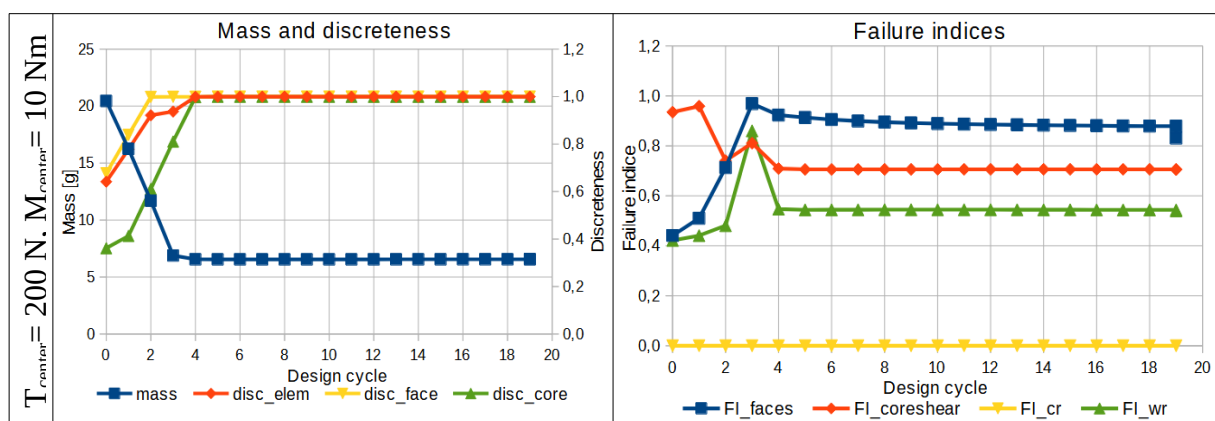 T center = 200 N. M center = 10 Nm
Mass and discreteness
25
20
15
10
5
0
Mass [g]
1,2
1,0
0,8
0,6
0,4
0,2
0,0
Discreteness
0 2 4 6 8 10 12 14 16 18 20
Design cycle
mass disc_elem disc_face disc_core
Failure indices
1,2
1,0
0,8
0,6
0,4
0,2
0,0
Failure indice
0 2 4 6 8 10 12 14 16 18 20
Design cycle
FI_faces FI_coreshear FI_cr FI_wr